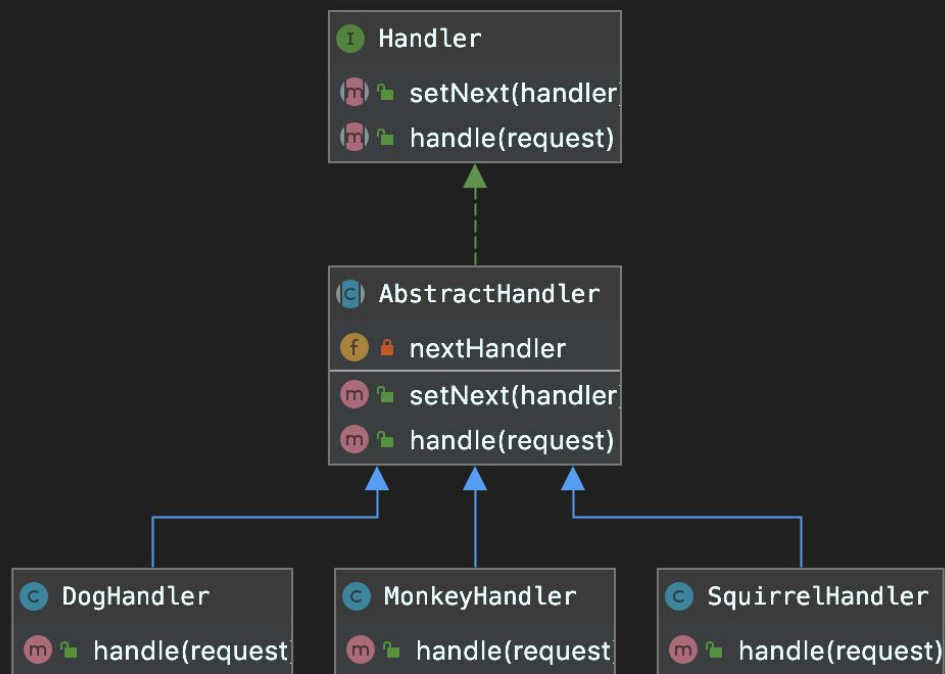 I Handler
m setNext(handler)
m handle(request)
C AbstractHandler
f nextHandler
m setNext(handler)
m handle(request)
C DogHandler
m handle(request)
C MonkeyHandler
m handle(request)
C SquirrelHandler
m handle(request)